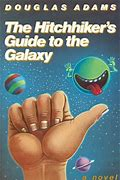 DOUGLAS ADAMS
The Hitchhiker's
Guide to the
Galaxy
a novel